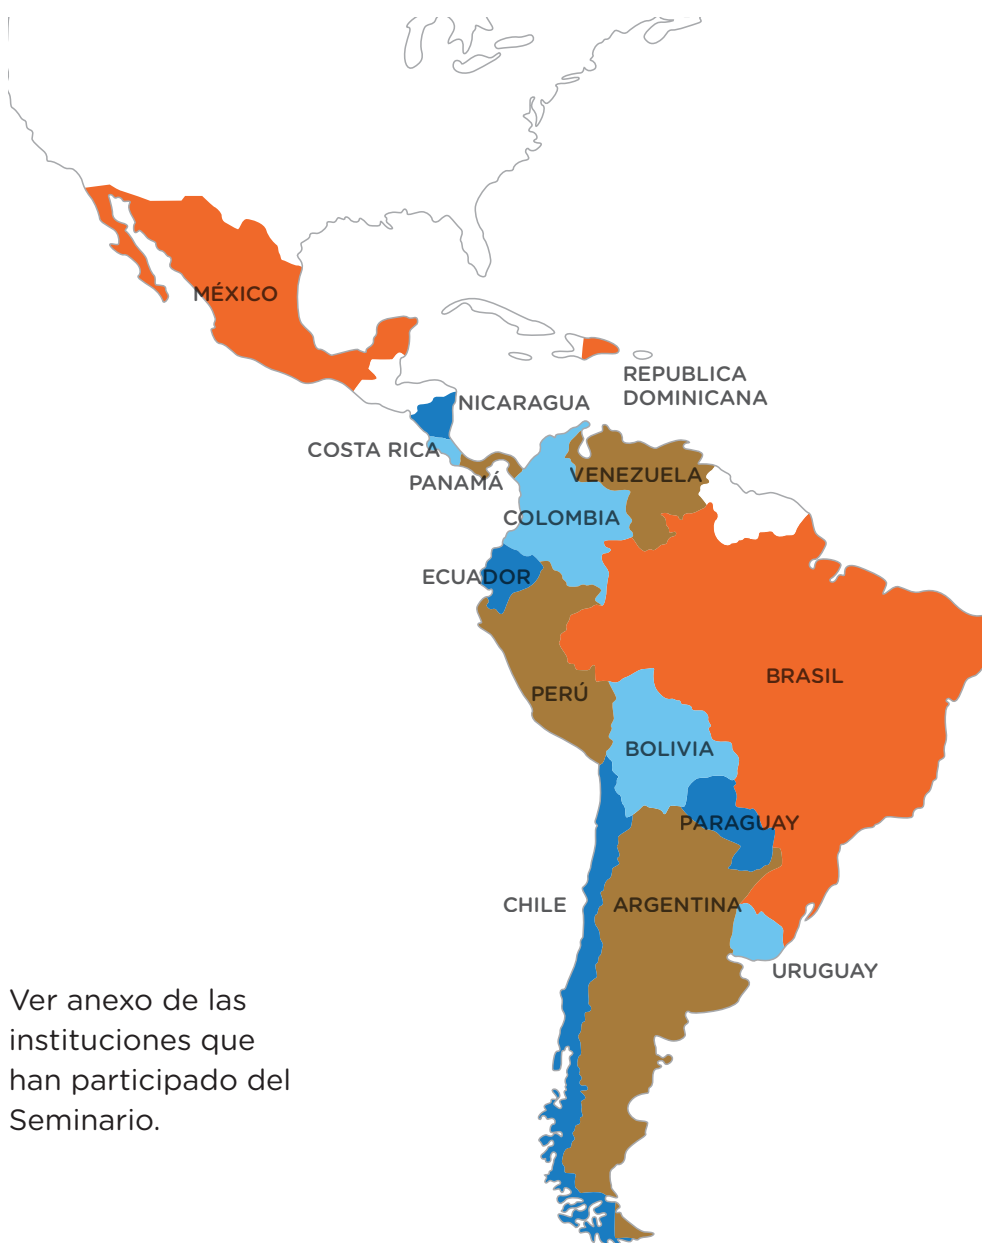 MÉXICO
REPUBLICA
DOMINICANA
NICARAGUA
COSTA RICA
PANAMÁ
VENEZUELA
COLOMBIA
ECUADOR
BRASIL
PERÚ
BOLIVIA
PARAGUAY
CHILE
ARGENTINA
URUGUAY
Ver anexo de las
instituciones que
han participado del
Seminario.